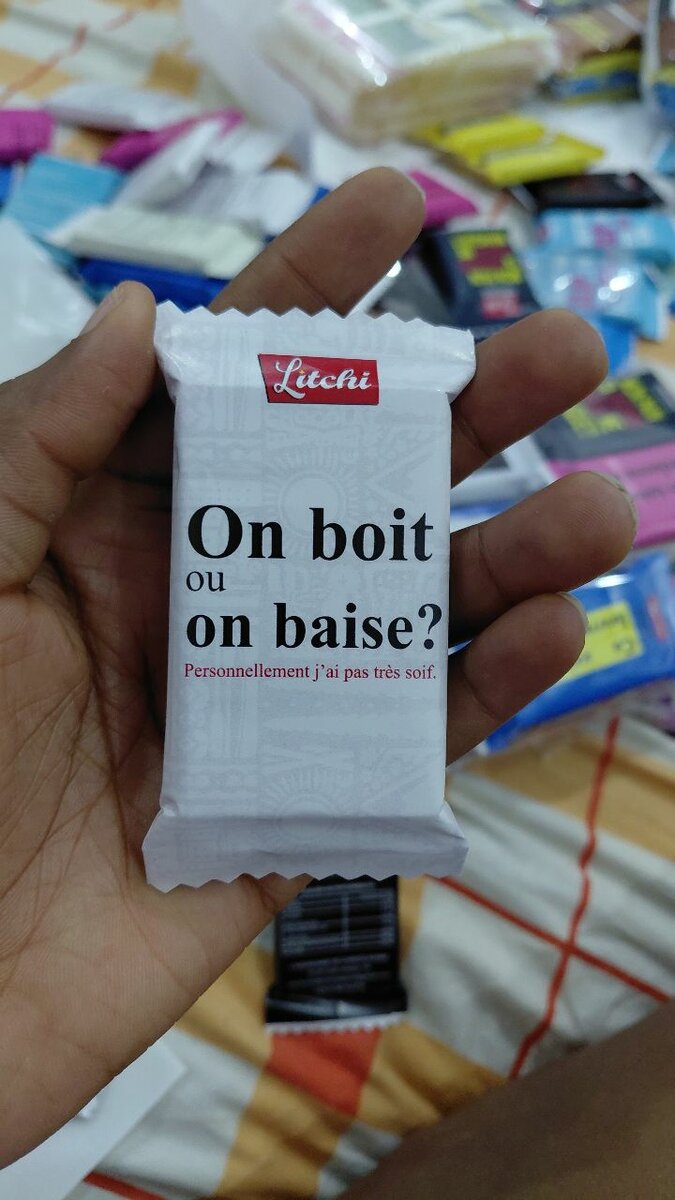 Litchi
On boit
ou
on baise?
Personnellement j'ai pas très soif.